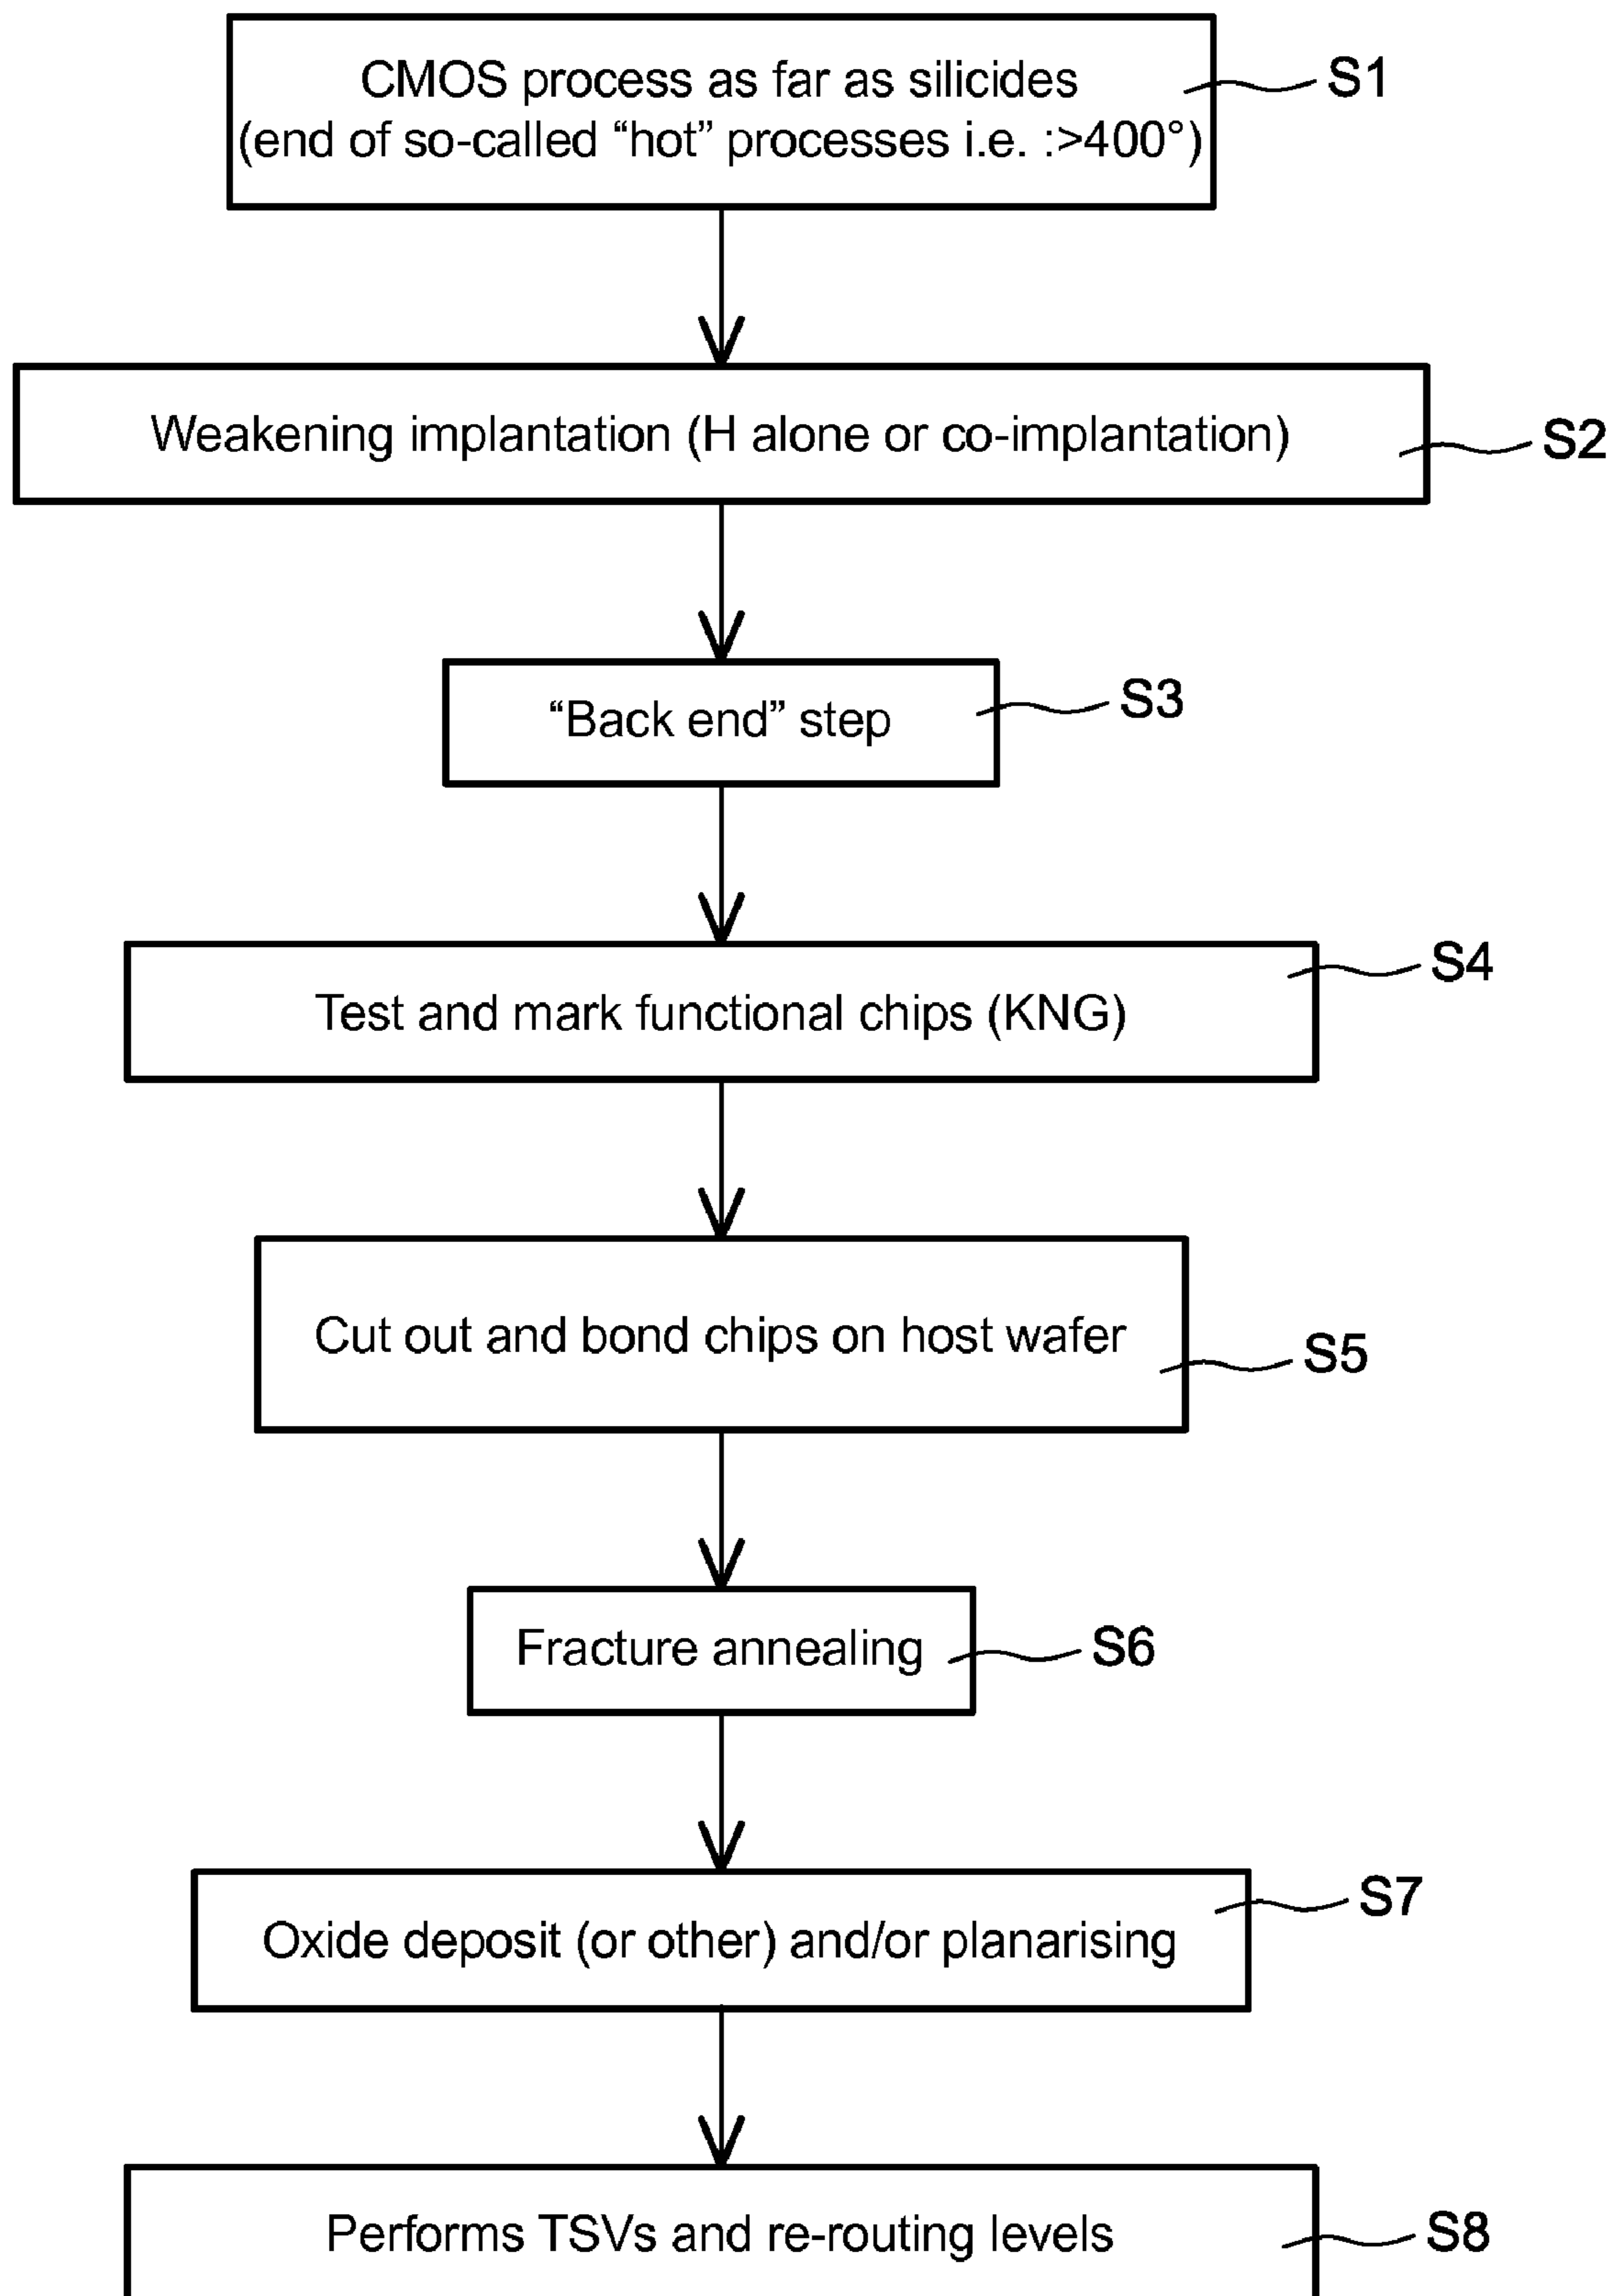 CMOS process as far as silicides
(end of so-called “hot” processes i.e. :>400°)
S1
Weakening implantation (H alone or co-implantation)
S2
“Back end” step
S3
Test and mark functional chips (KNG)
S4
Cut out and bond chips on host wafer
S5
Fracture annealing
S6
Oxide deposit (or other) and/or planarising
S7
Performs TSVs and re-routing levels
S8